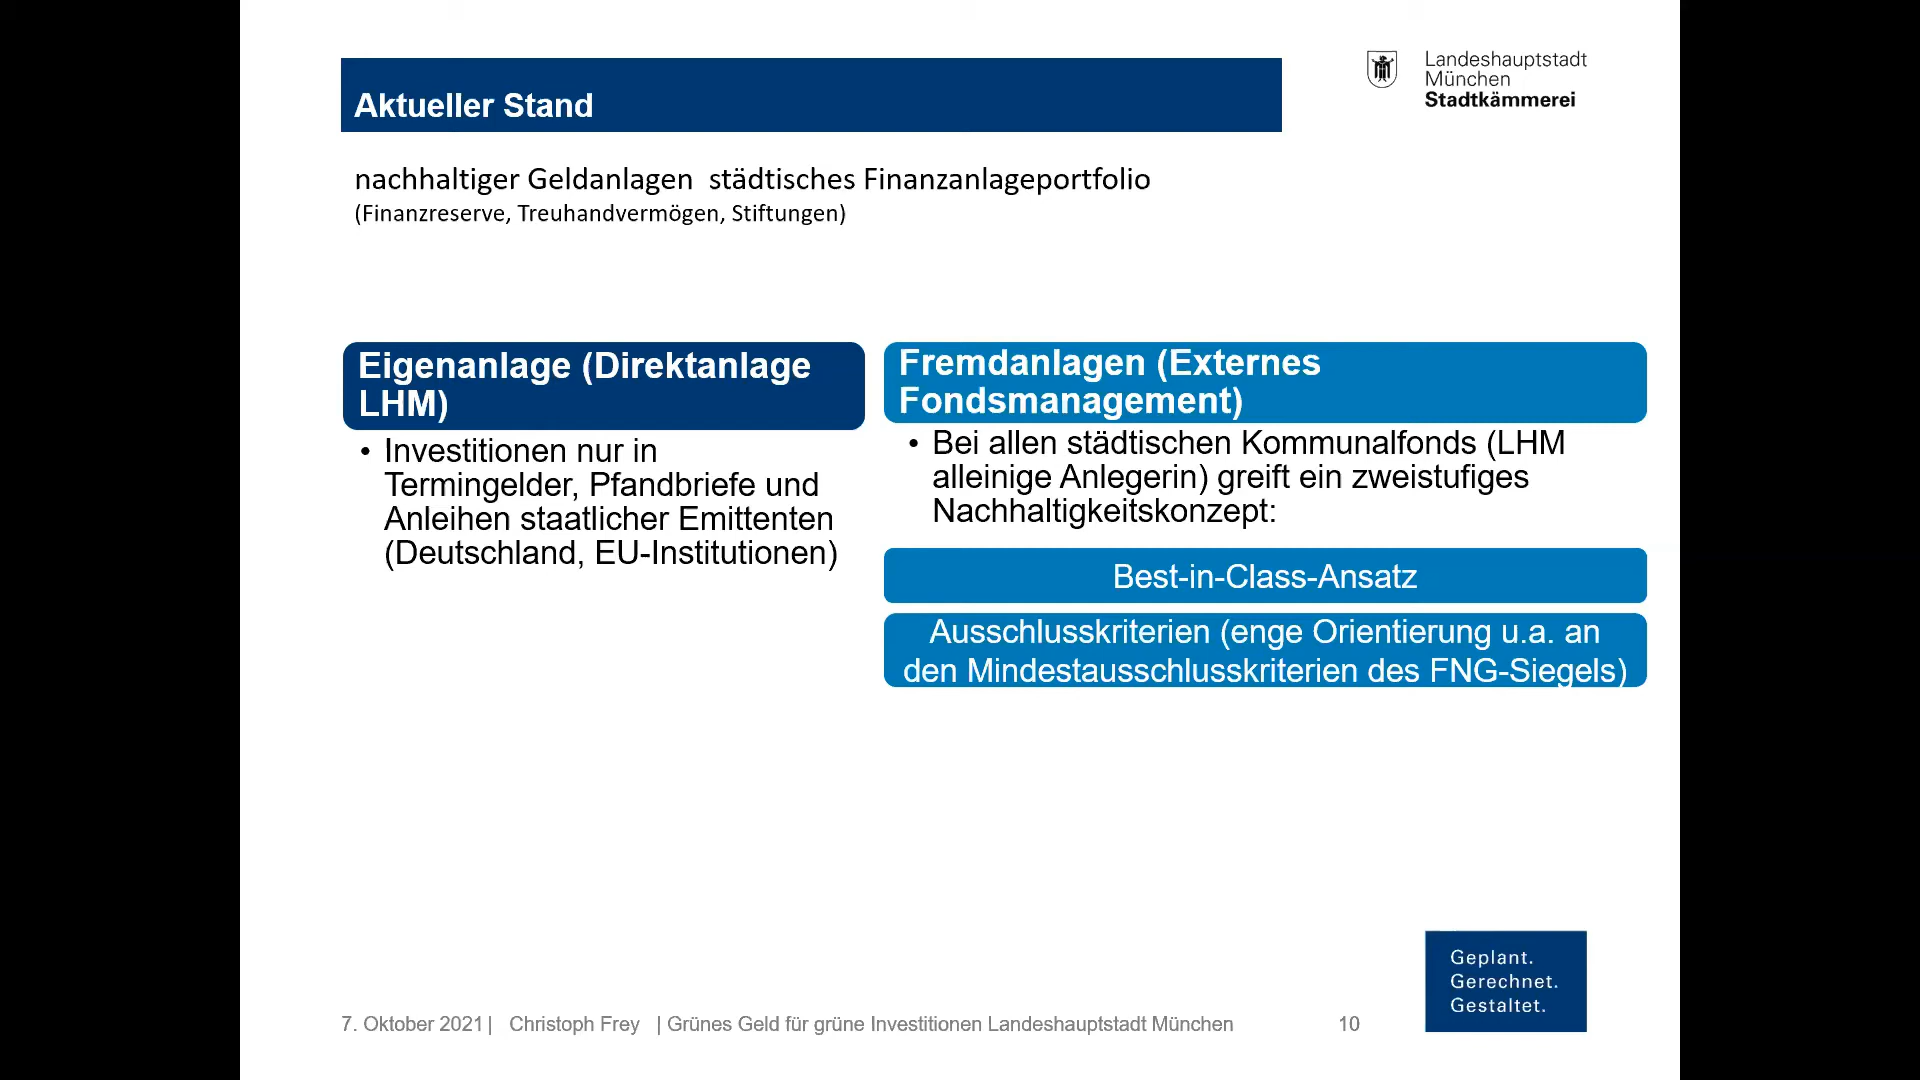 Landeshauptstadt
München
Stadtkämmerei
Aktueller Stand
nachhaltiger Geldanlagen  städtisches Finanzanlageportfolio
(Finanzreserve, Treuhandvermögen, Stiftungen)
Eigenanlage (Direktanlage
LHM)
• Investitionen nur in
Termingelder, Pfandbriefe und
Anleihen staatlicher Emittenten
(Deutschland, EU-Institutionen)
Fremdanlagen (Externes
Fondsmanagement)
• Bei allen städtischen Kommunalfonds (LHM
alleinige Anlegerin) greift ein zweistufiges
Nachhaltigkeitskonzept:
Best-in-Class-Ansatz
Ausschlusskriterien (enge Orientierung u.a. an
den Mindestausschlusskriterien des FNG-Siegels)
Geplant.
Gerechnet.
Gestaltet.
7. Oktober 2021 | Christoph Frey | Grünes Geld für grüne Investitionen Landeshauptstadt München 10